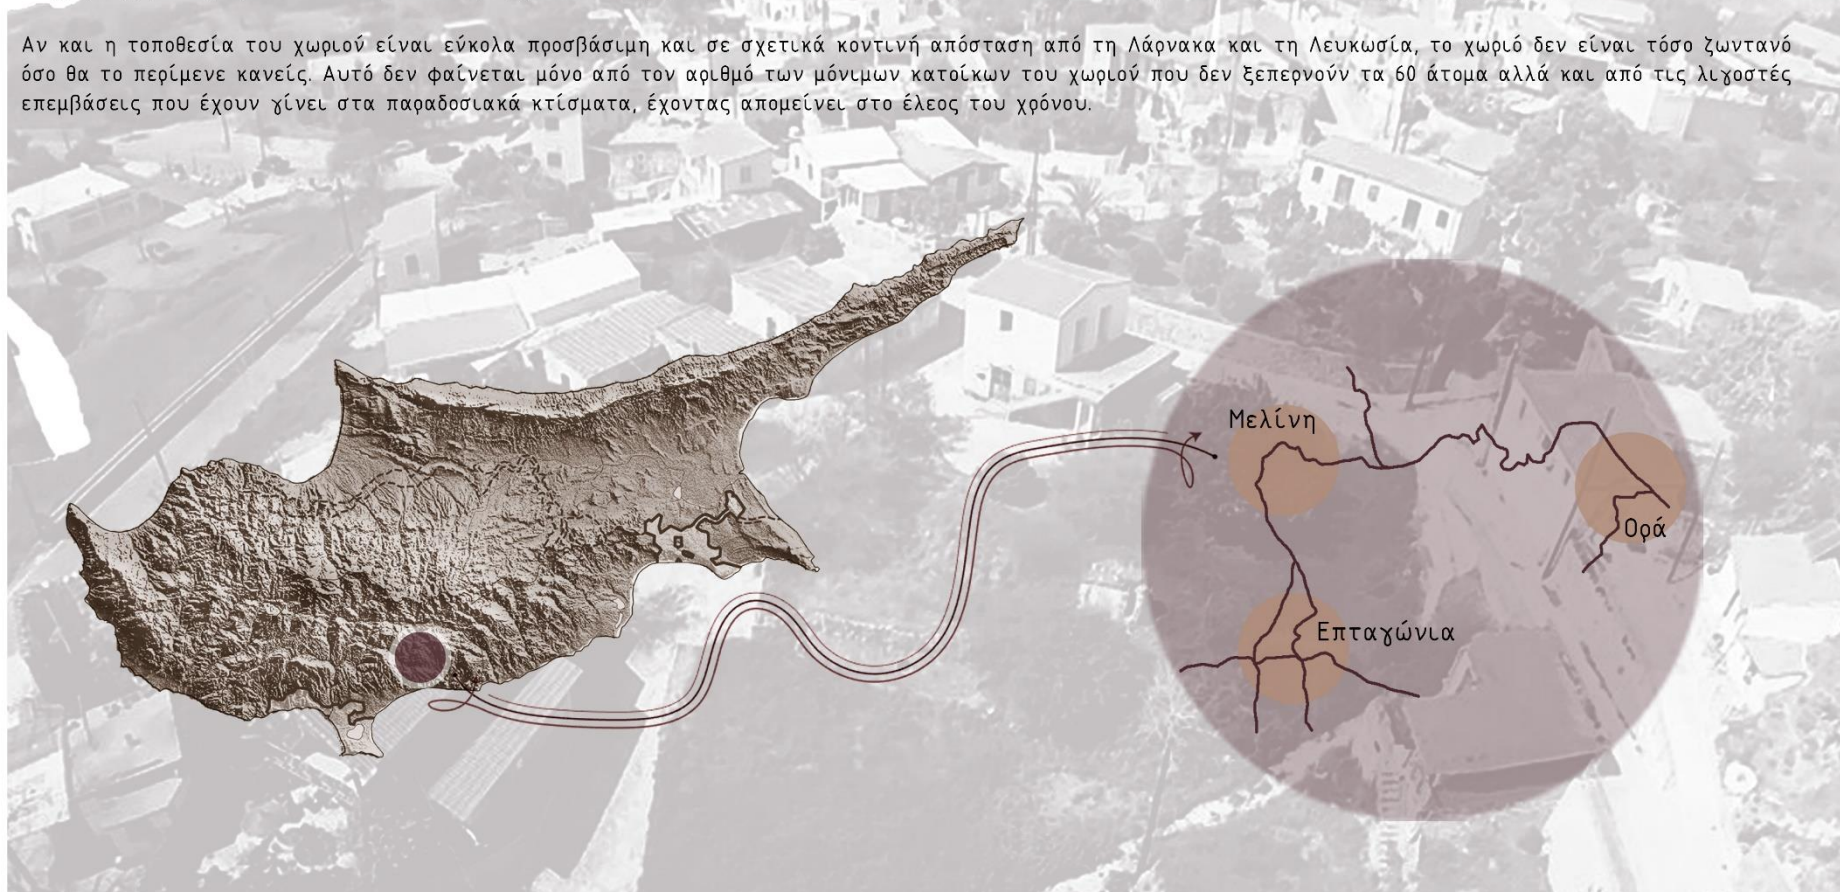 Αν και η τοποθεσία του χωριού είναι εύκολα προσβάσιμη και σε σχετικά κοντινή απόσταση από τη Λάρνακα και τη Λευκωσία, το χωριό δεν είναι τόσο ζωντανό
όσο θα το περίμενε κανείς. Αυτό δεν φαίνεται μόνο από τον αριθμό των μόνιμων κατοίκων του χωριού που δεν ξεπερνούν τα 60 άτομα αλλά και από τις λιγοστές
επεμβάσεις που έχουν γίνει στα παραδοσιακά κτίσματα, έχοντας απομείνει στο έλεος του χρόνου.
Μελίνη
Ορά
Επταγώνια